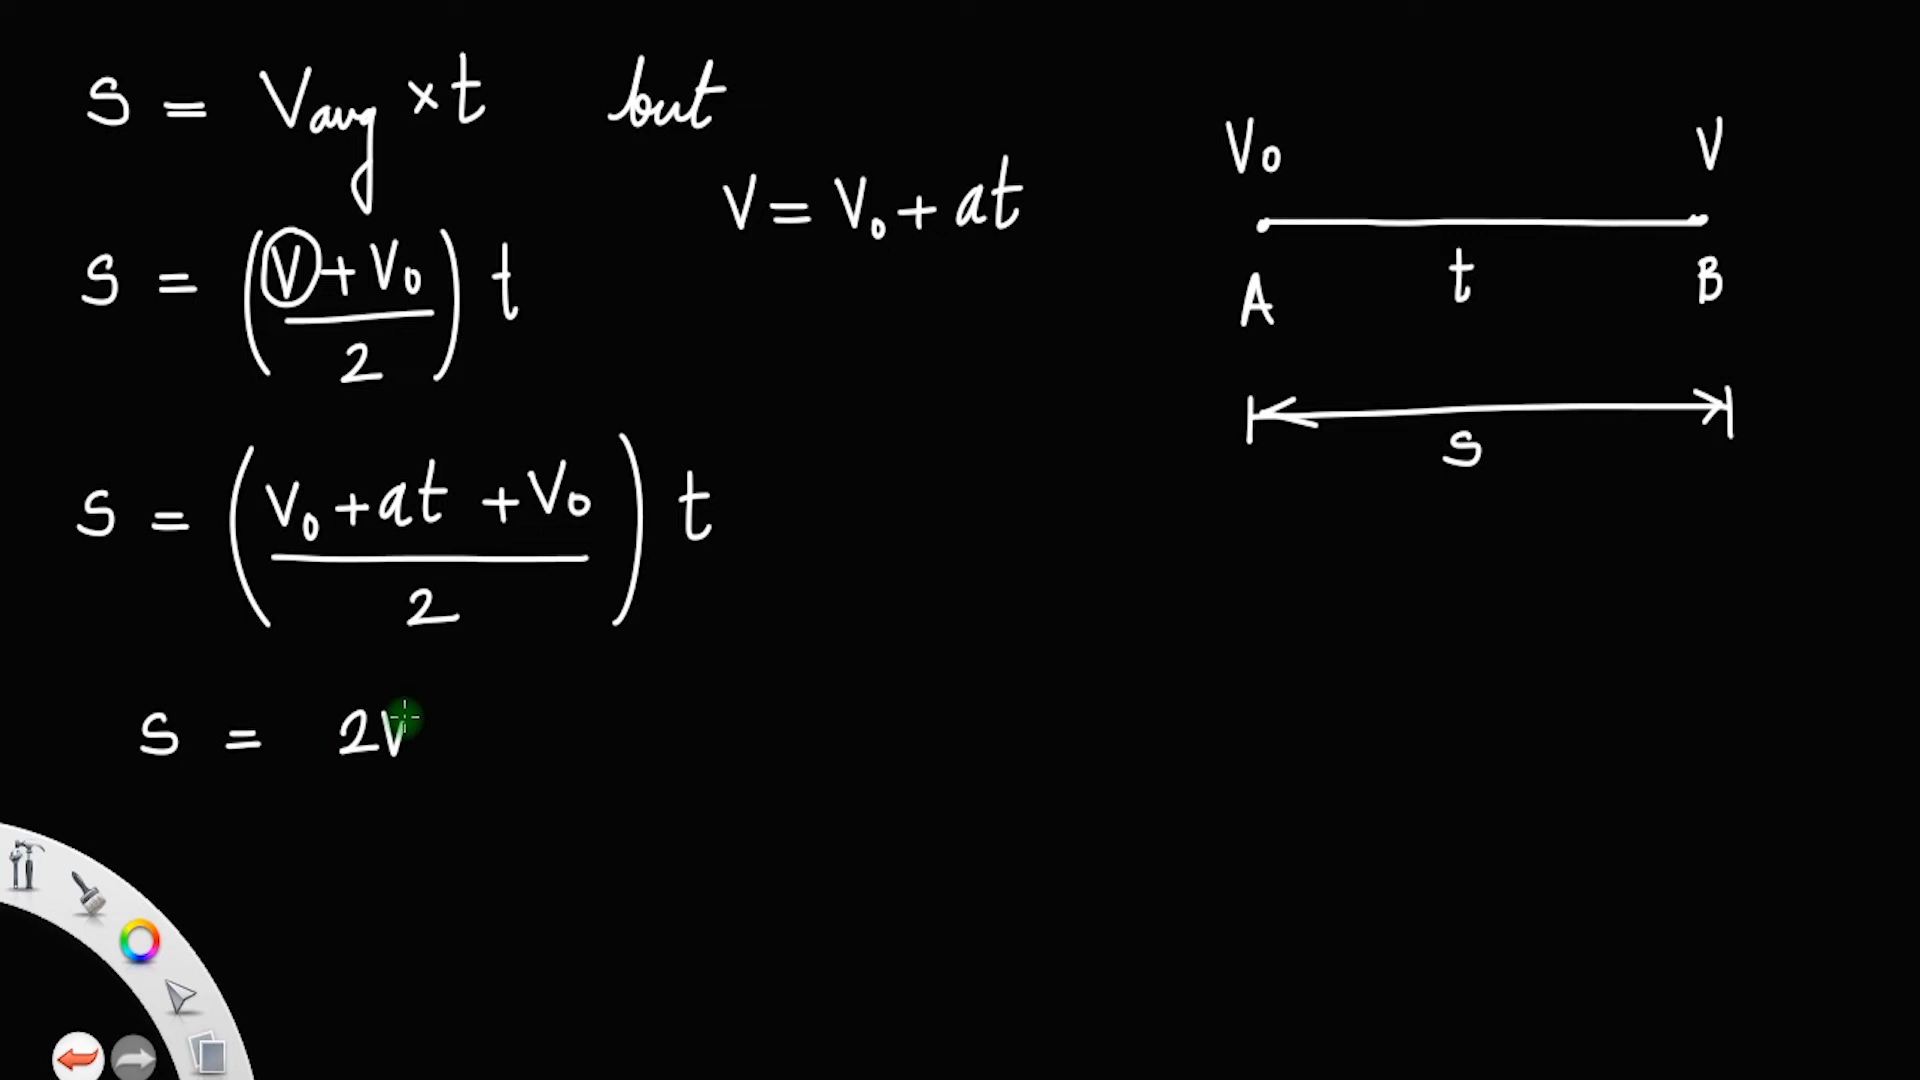 S = Vavg × t but
V = V₀ + at
S = ((V + V₀)/2) t
S = ((V₀ + at + V₀)/2) t
S = 2V
V₀ V
A t B
S